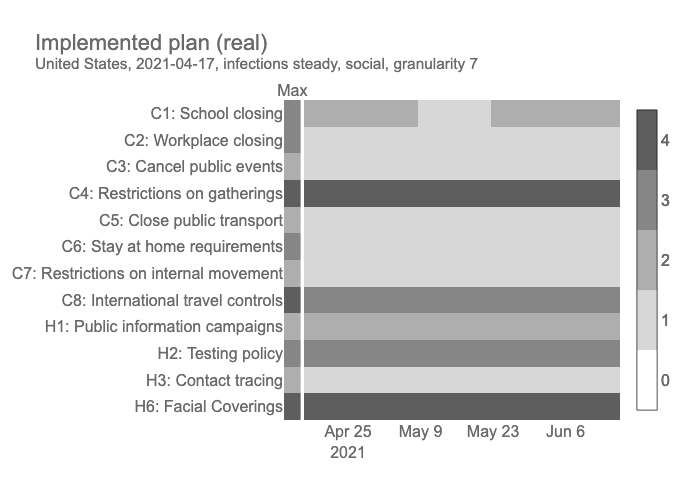 Implemented plan (real)
United States, 2021-04-17, infections steady, social, granularity 7
Max
C1: School closing
C2: Workplace closing
C3: Cancel public events
C4: Restrictions on gatherings
C5: Close public transport
C6: Stay at home requirements
C7: Restrictions on internal movement
C8: International travel controls
H1: Public information campaigns
H2: Testing policy
H3: Contact tracing
H6: Facial Coverings
4
3
2
1
0
Apr 25 May 9 May 23 Jun 6
2021